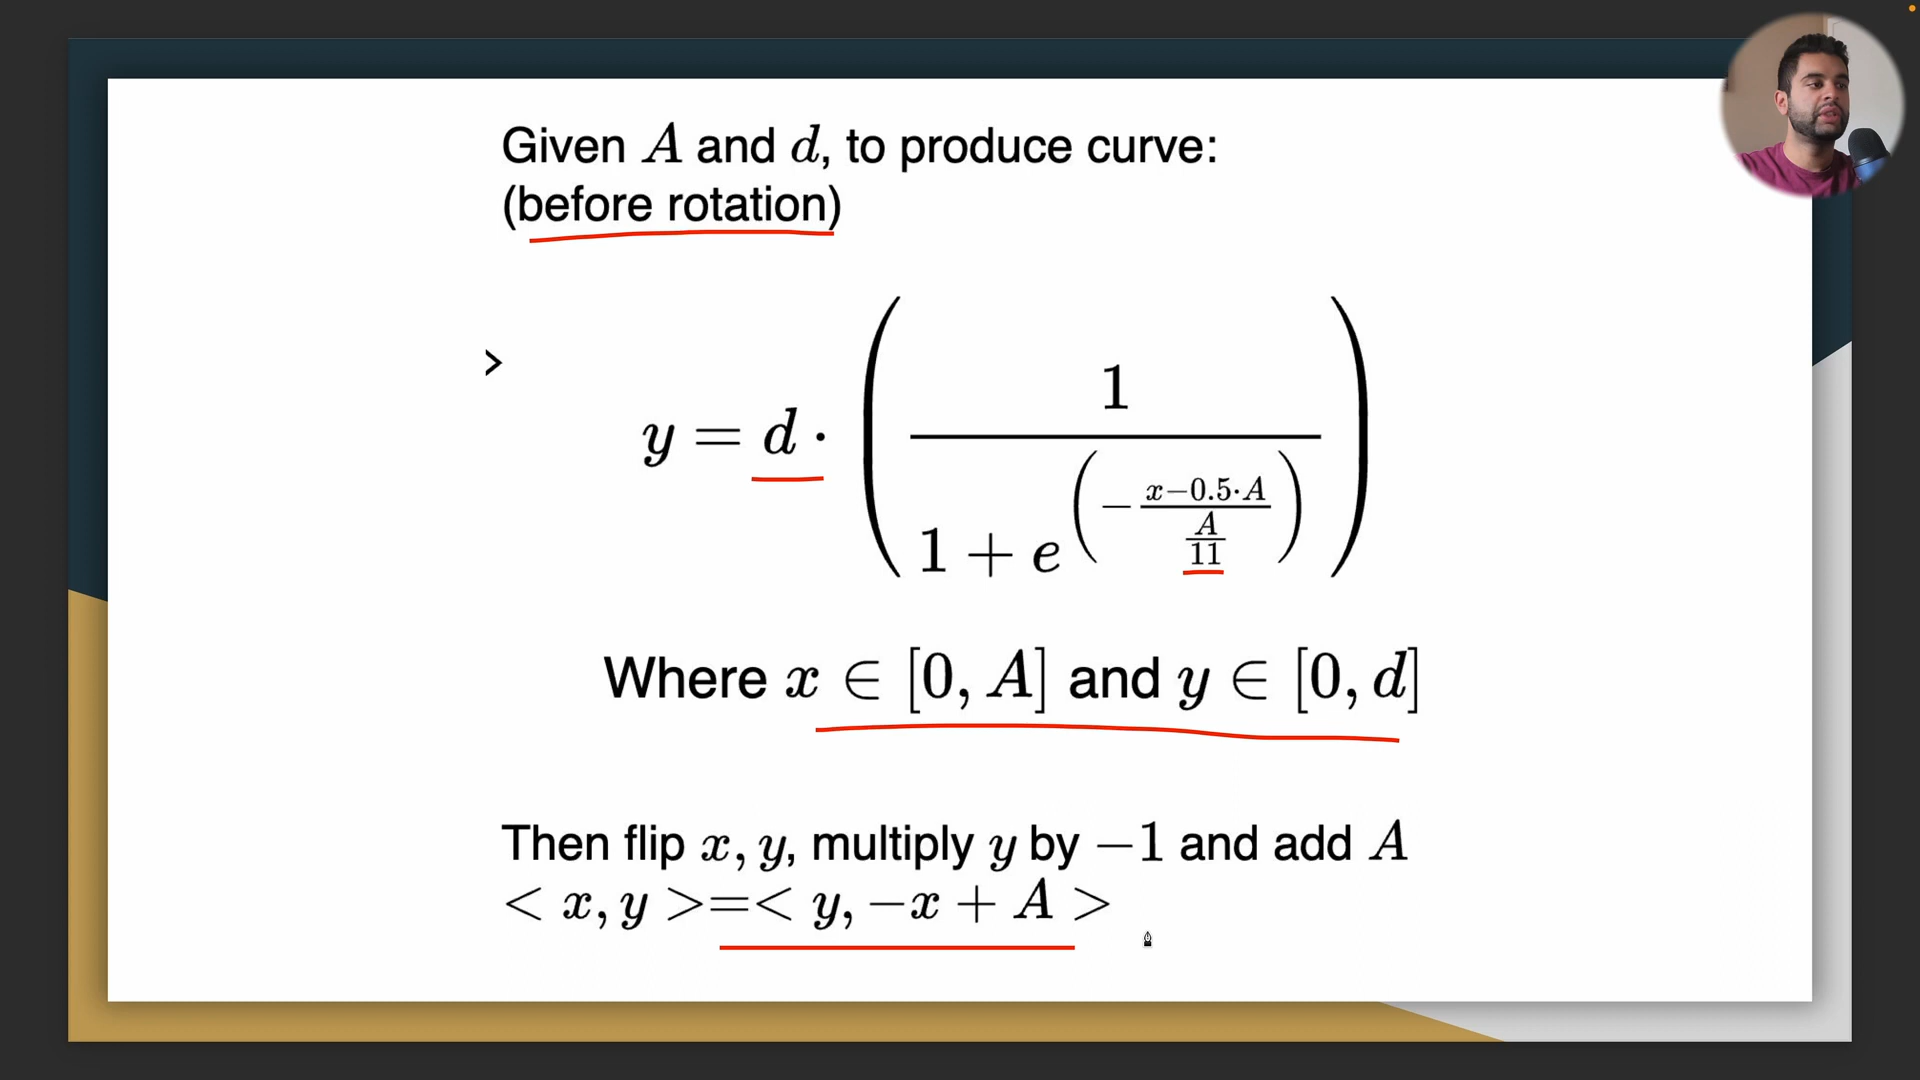 Given A and d, to produce curve:
(before rotation)
>
y = d · ( 1 / ( 1 + e^( − (x−0.5·A) / (A/11) ) ) )
Where x ∈ [0, A] and y ∈ [0, d]
Then flip x, y, multiply y by −1 and add A
< x, y >=< y, −x + A >